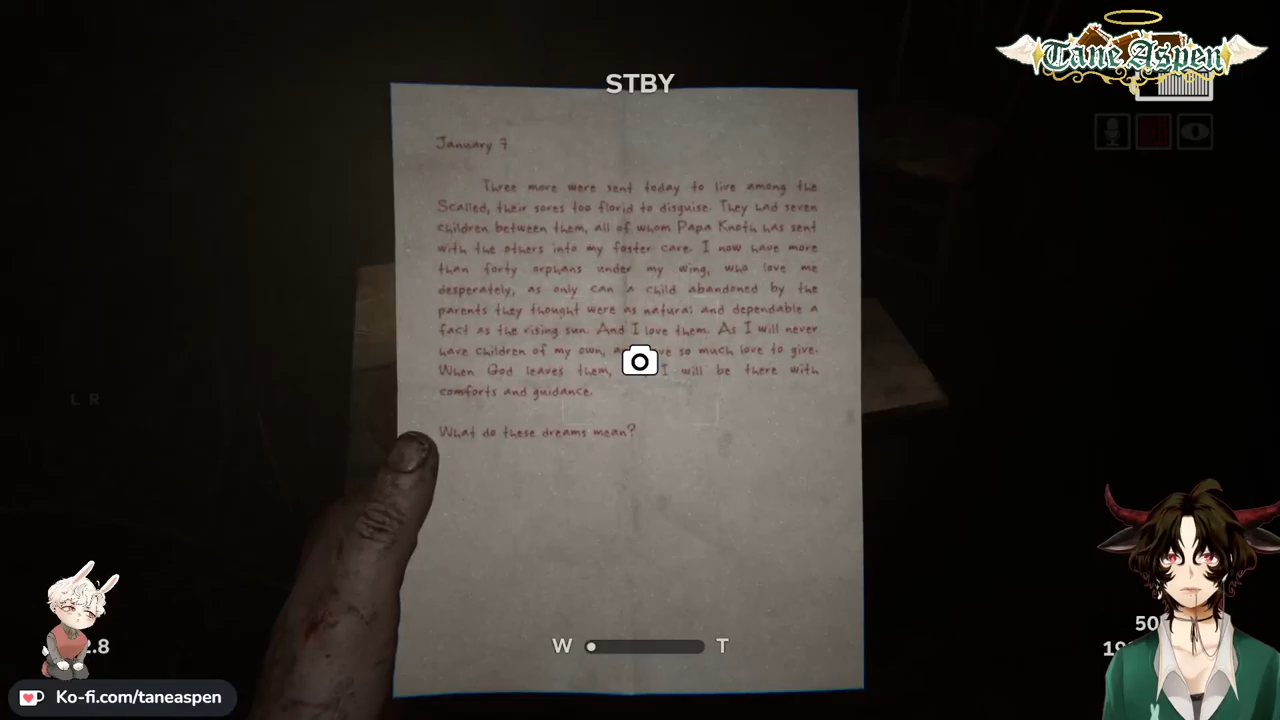 Tane Aspen
STBY
January 7
Three more were sent today to live among the
Scalled, their sores too florid to disguise. They had seven
children between them, all of whom Papa Knoth has sent
with the others into my foster care. I now have more
than forty orphans under my wing, who love me
desperately, as only can a child abandoned by the
parents they thought were as natural and dependable a
fact as the rising sun. And I love them. As I will never
have children of my own, so much love to give.
When God leaves them, I will be there with
comforts and guidance.
What do these dreams mean?
L R
W T
Ko-fi.com/taneaspen